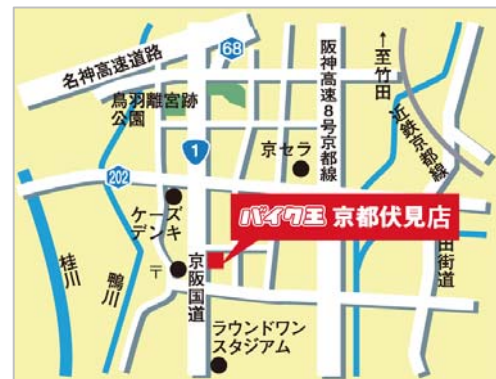 名神高速道路
68
鳥羽離宮跡
公園
阪神高速8号京都線
←至竹田
近鉄京都線
1
京セラ
202
ケーズ
デンキ
バイク王 京都伏見店
田街道
桂川
鴨川
〒
京阪国道
ラウンドワン
スタジアム